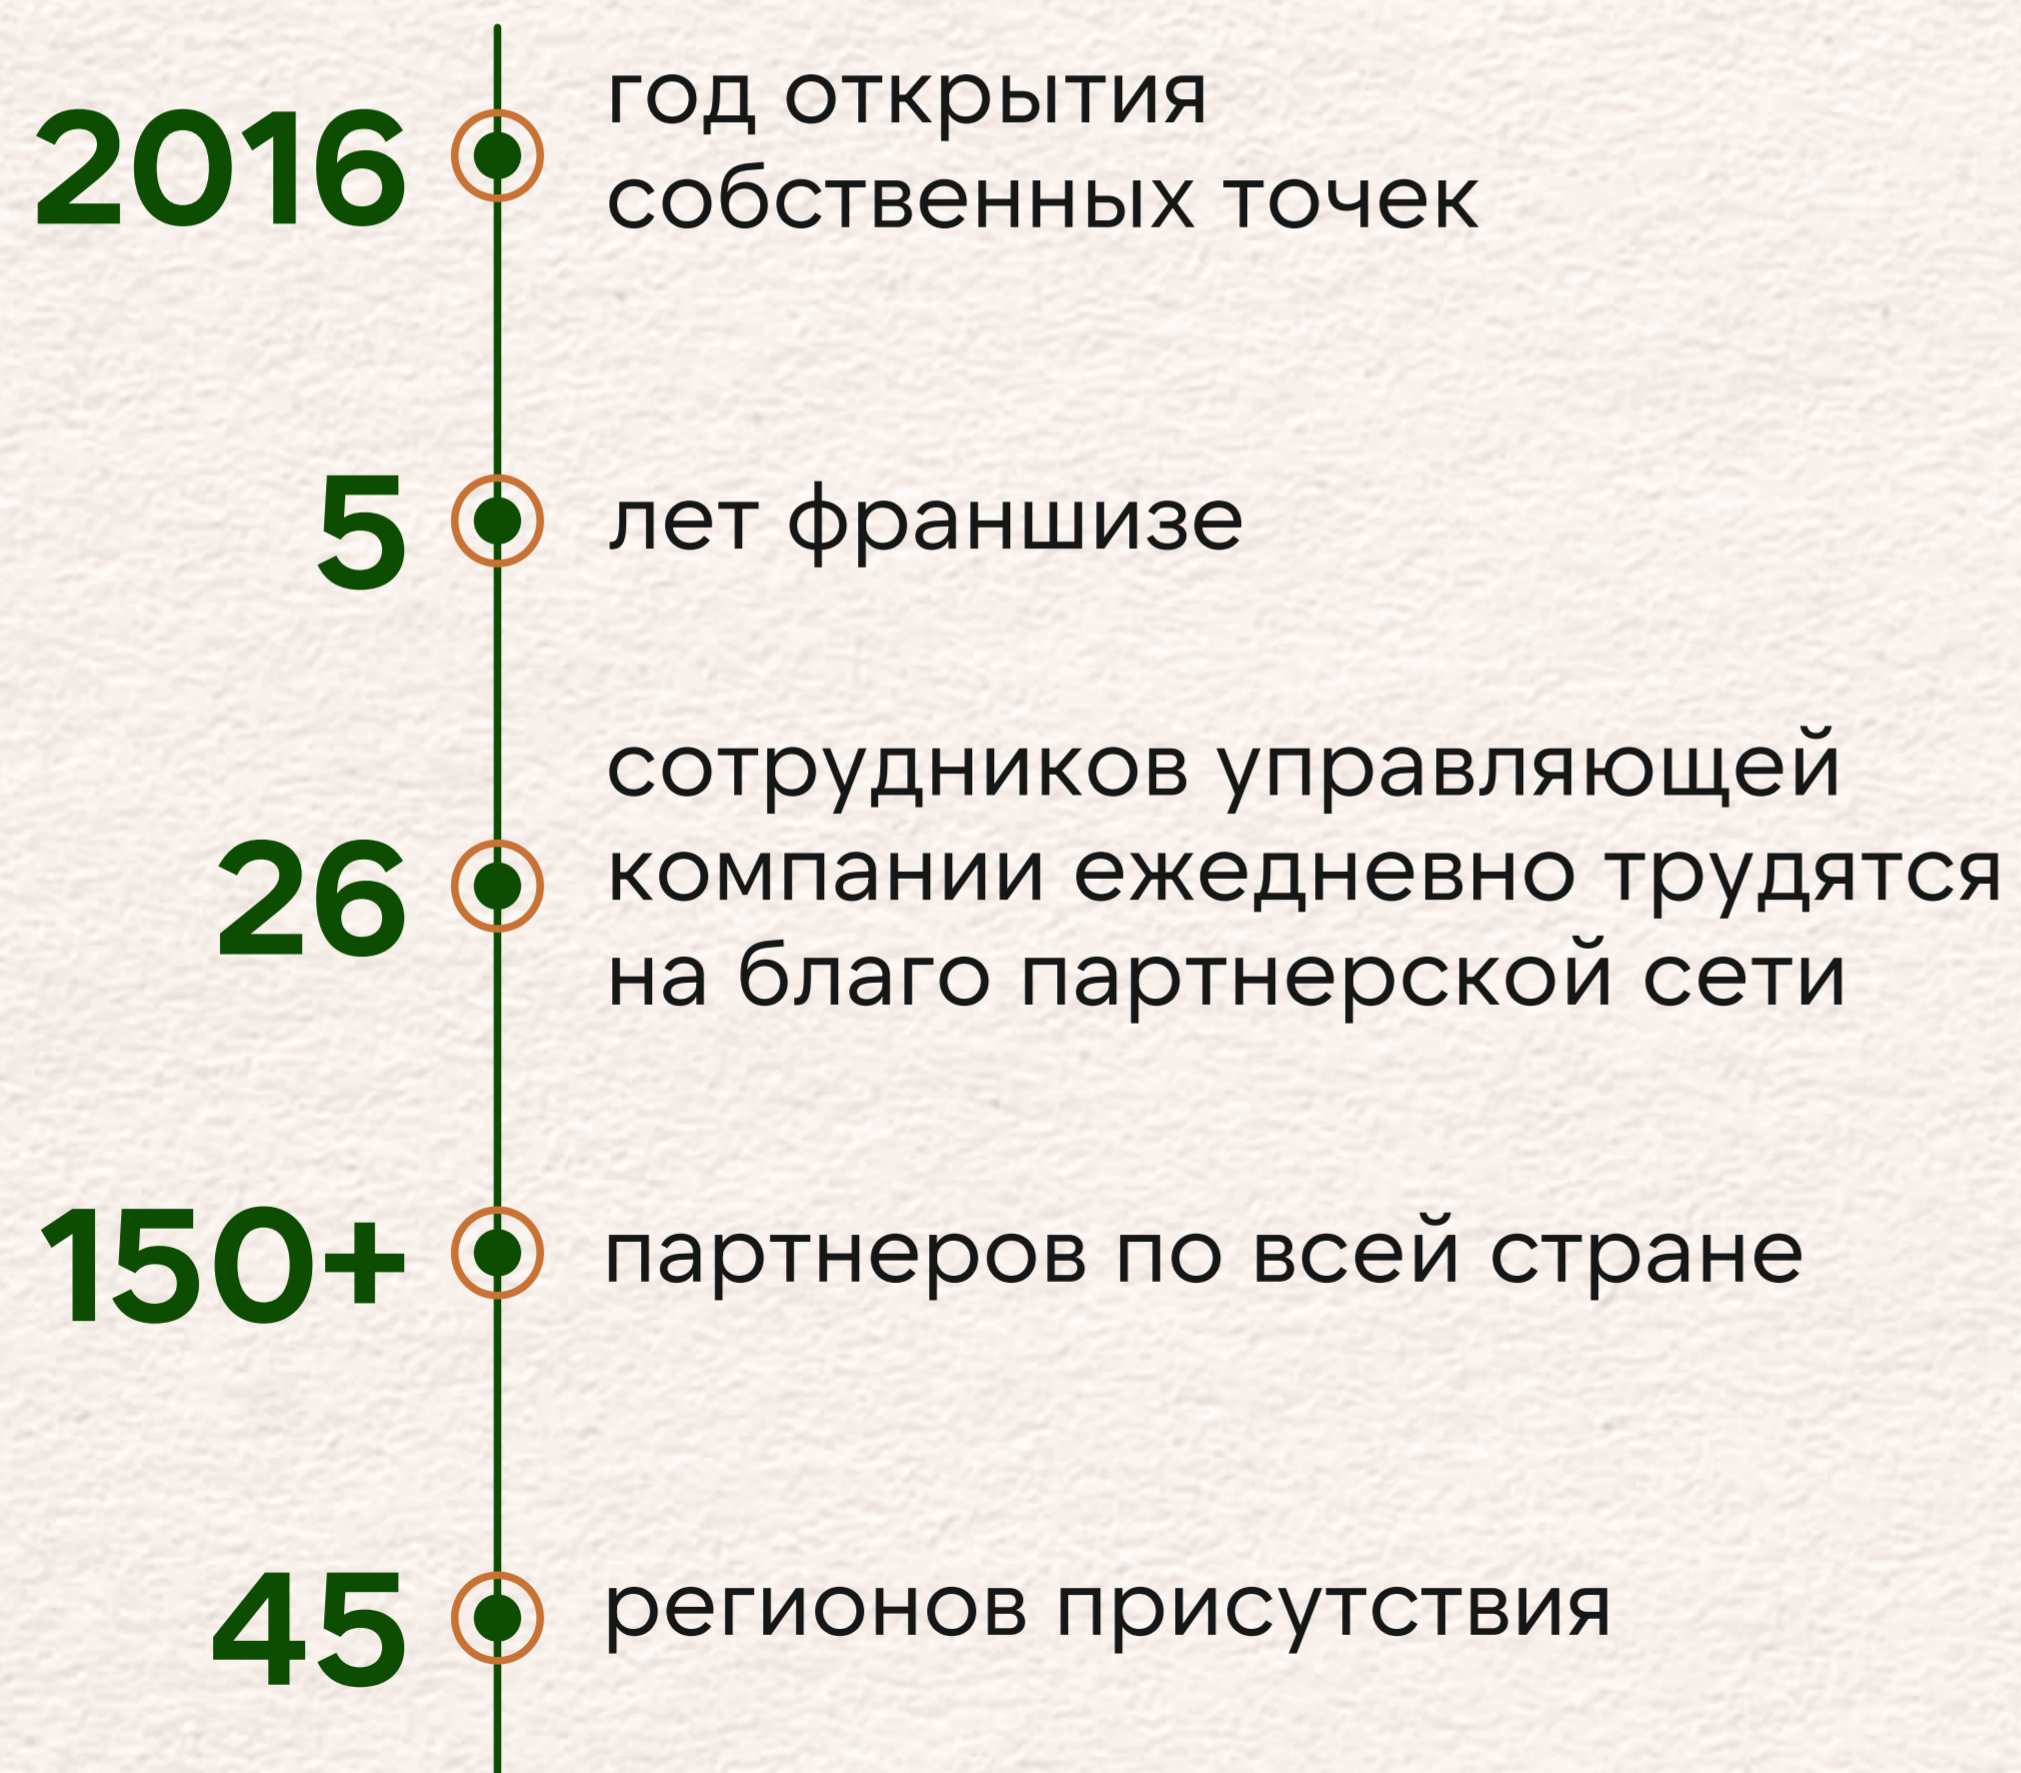 2016
год открытия
собственных точек
5
лет франшизе
26
сотрудников управляющей
компании ежедневно трудятся
на благо партнерской сети
150+
партнеров по всей стране
45
регионов присутствия